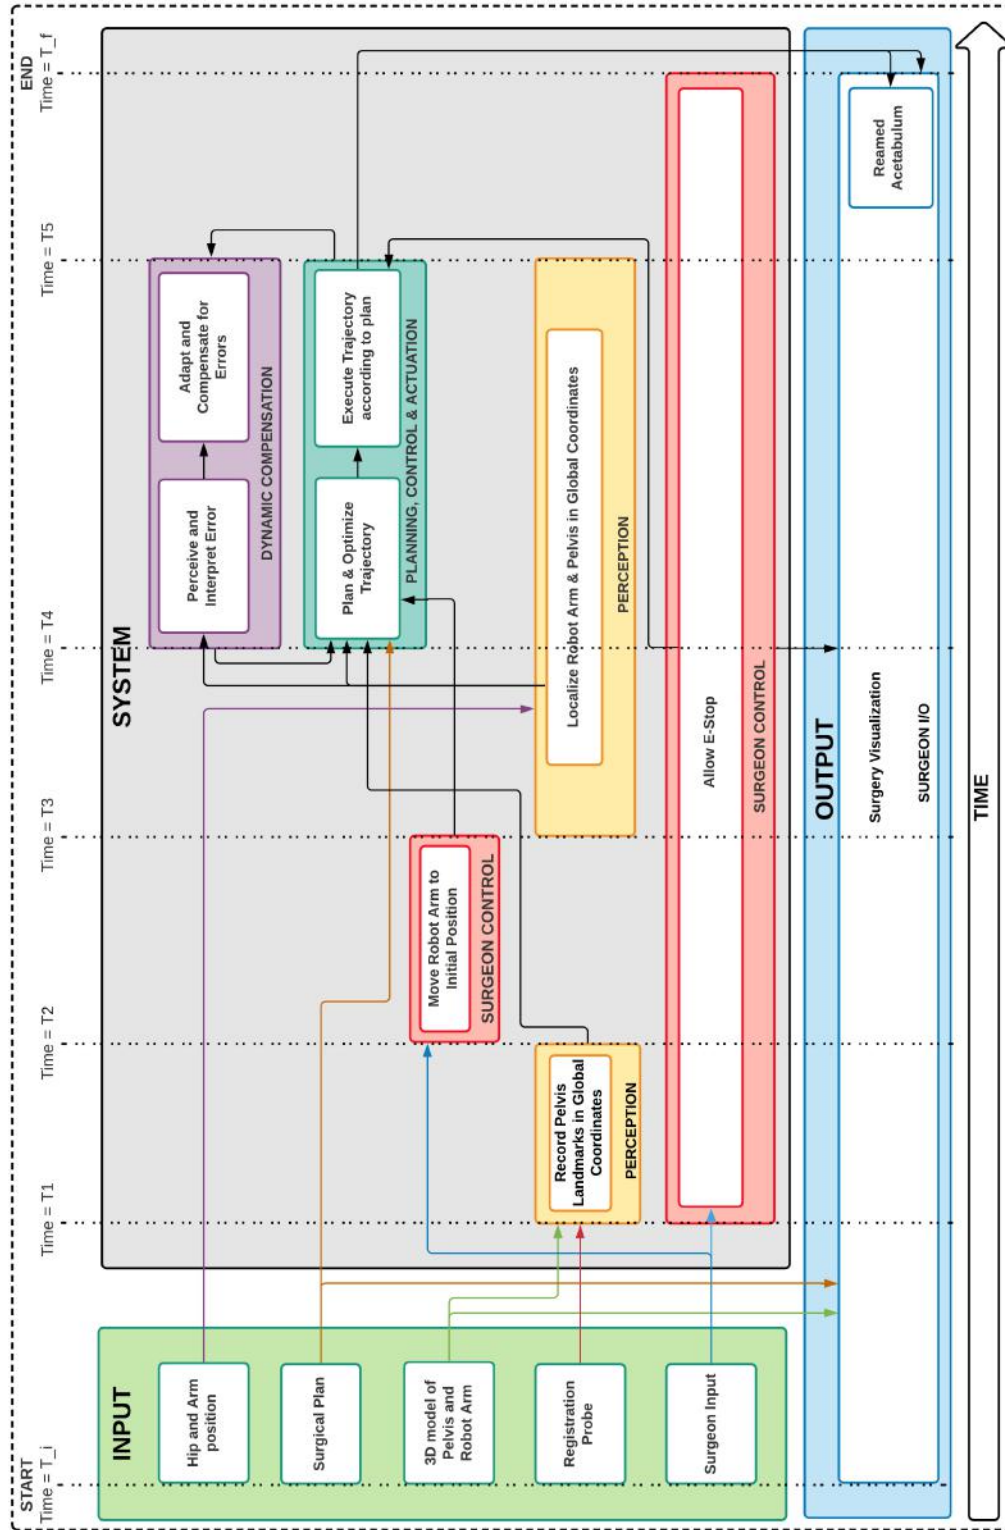 START
Time = T_i
Time = T1
Time = T2
Time = T3
Time = T4
Time = T5
END
Time = T_f
INPUT
Hip and Arm
position
Surgical Plan
3D model of
Pelvis and
Robot Arm
Registration
Probe
Surgeon Input
SYSTEM
Perceive and
Interpret Error
Adapt and
Compensate for
Errors
DYNAMIC COMPENSATION
Plan & Optimize
Trajectory
Execute Trajectory
according to plan
PLANNING, CONTROL & ACTUATION
Move Robot Arm to
Initial Position
SURGEON CONTROL
Record Pelvis
Landmarks in Global
Coordinates
PERCEPTION
Localize Robot Arm & Pelvis in Global Coordinates
PERCEPTION
Allow E-Stop
SURGEON CONTROL
OUTPUT
Surgery Visualization
SURGEON I/O
Reamed
Acetabulum
TIME